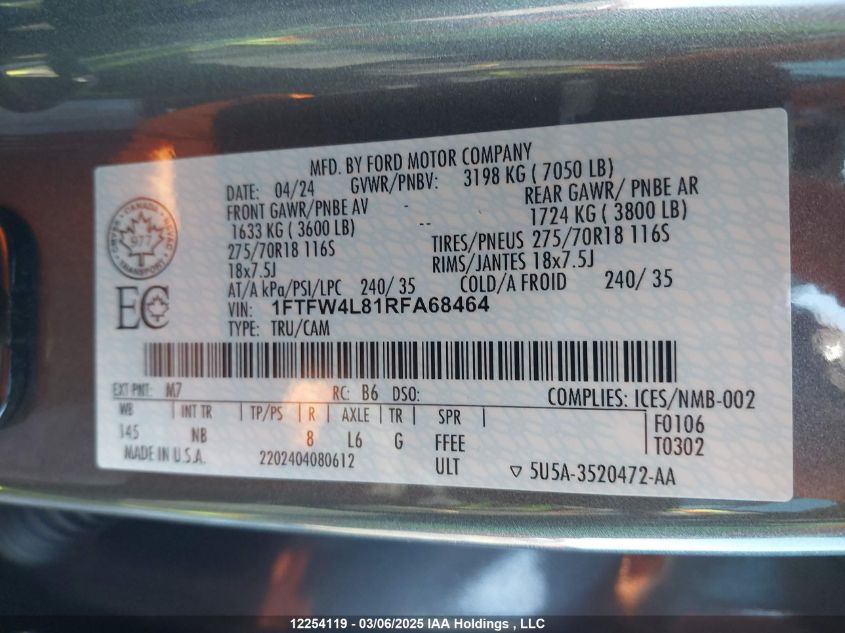 MFD. BY FORD MOTOR COMPANY
DATE: 04/24 GVWR/PNBV: 3198 KG ( 7050 LB)
FRONT GAWR/PNBE AV - REAR GAWR/ PNBE AR
1633 KG ( 3600 LB) -- 1724 KG ( 3800 LB)
275/70R18 116S TIRES/PNEUS 275/70R18 116S
18x7.5J RIMS/JANTES 18x7.5J
AT/A kPa/PSI/LPC 240/ 35 COLD/A FROID 240/ 35
VIN: 1FTFW4L81RFA68464
TYPE: TRU/CAM
CANADA
977
TRANSPORT
EC
EXT PNT: M7 RC: B6 DSO: COMPLIES: ICES/NMB-002
WB INT TR TP/PS R AXLE TR SPR F0106
145 NB 8 L6 G FFEE T0302
MADE IN U.S.A. 2202404080612 ULT ▽ 5U5A-3520472-AA
12254119 - 03/06/2025 IAA Holdings , LLC